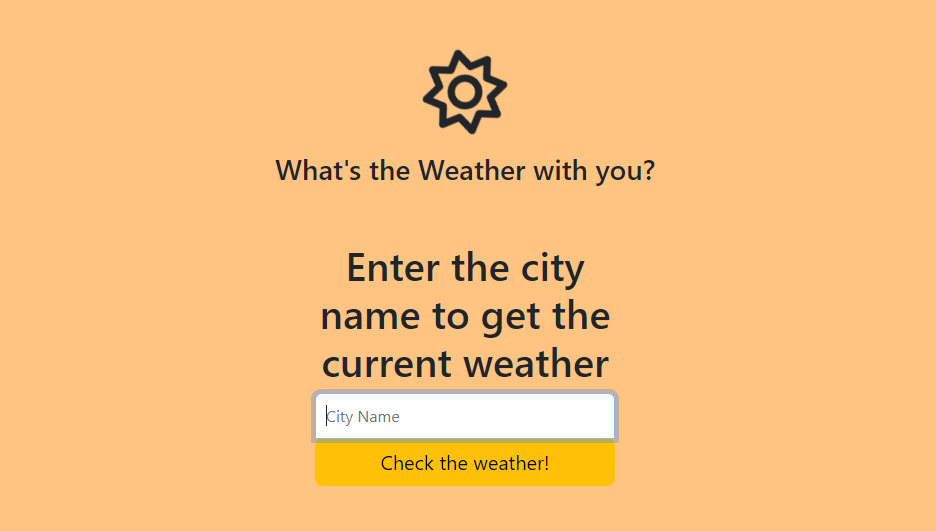 What's the Weather with you?
Enter the city
name to get the
current weather
City Name
Check the weather!